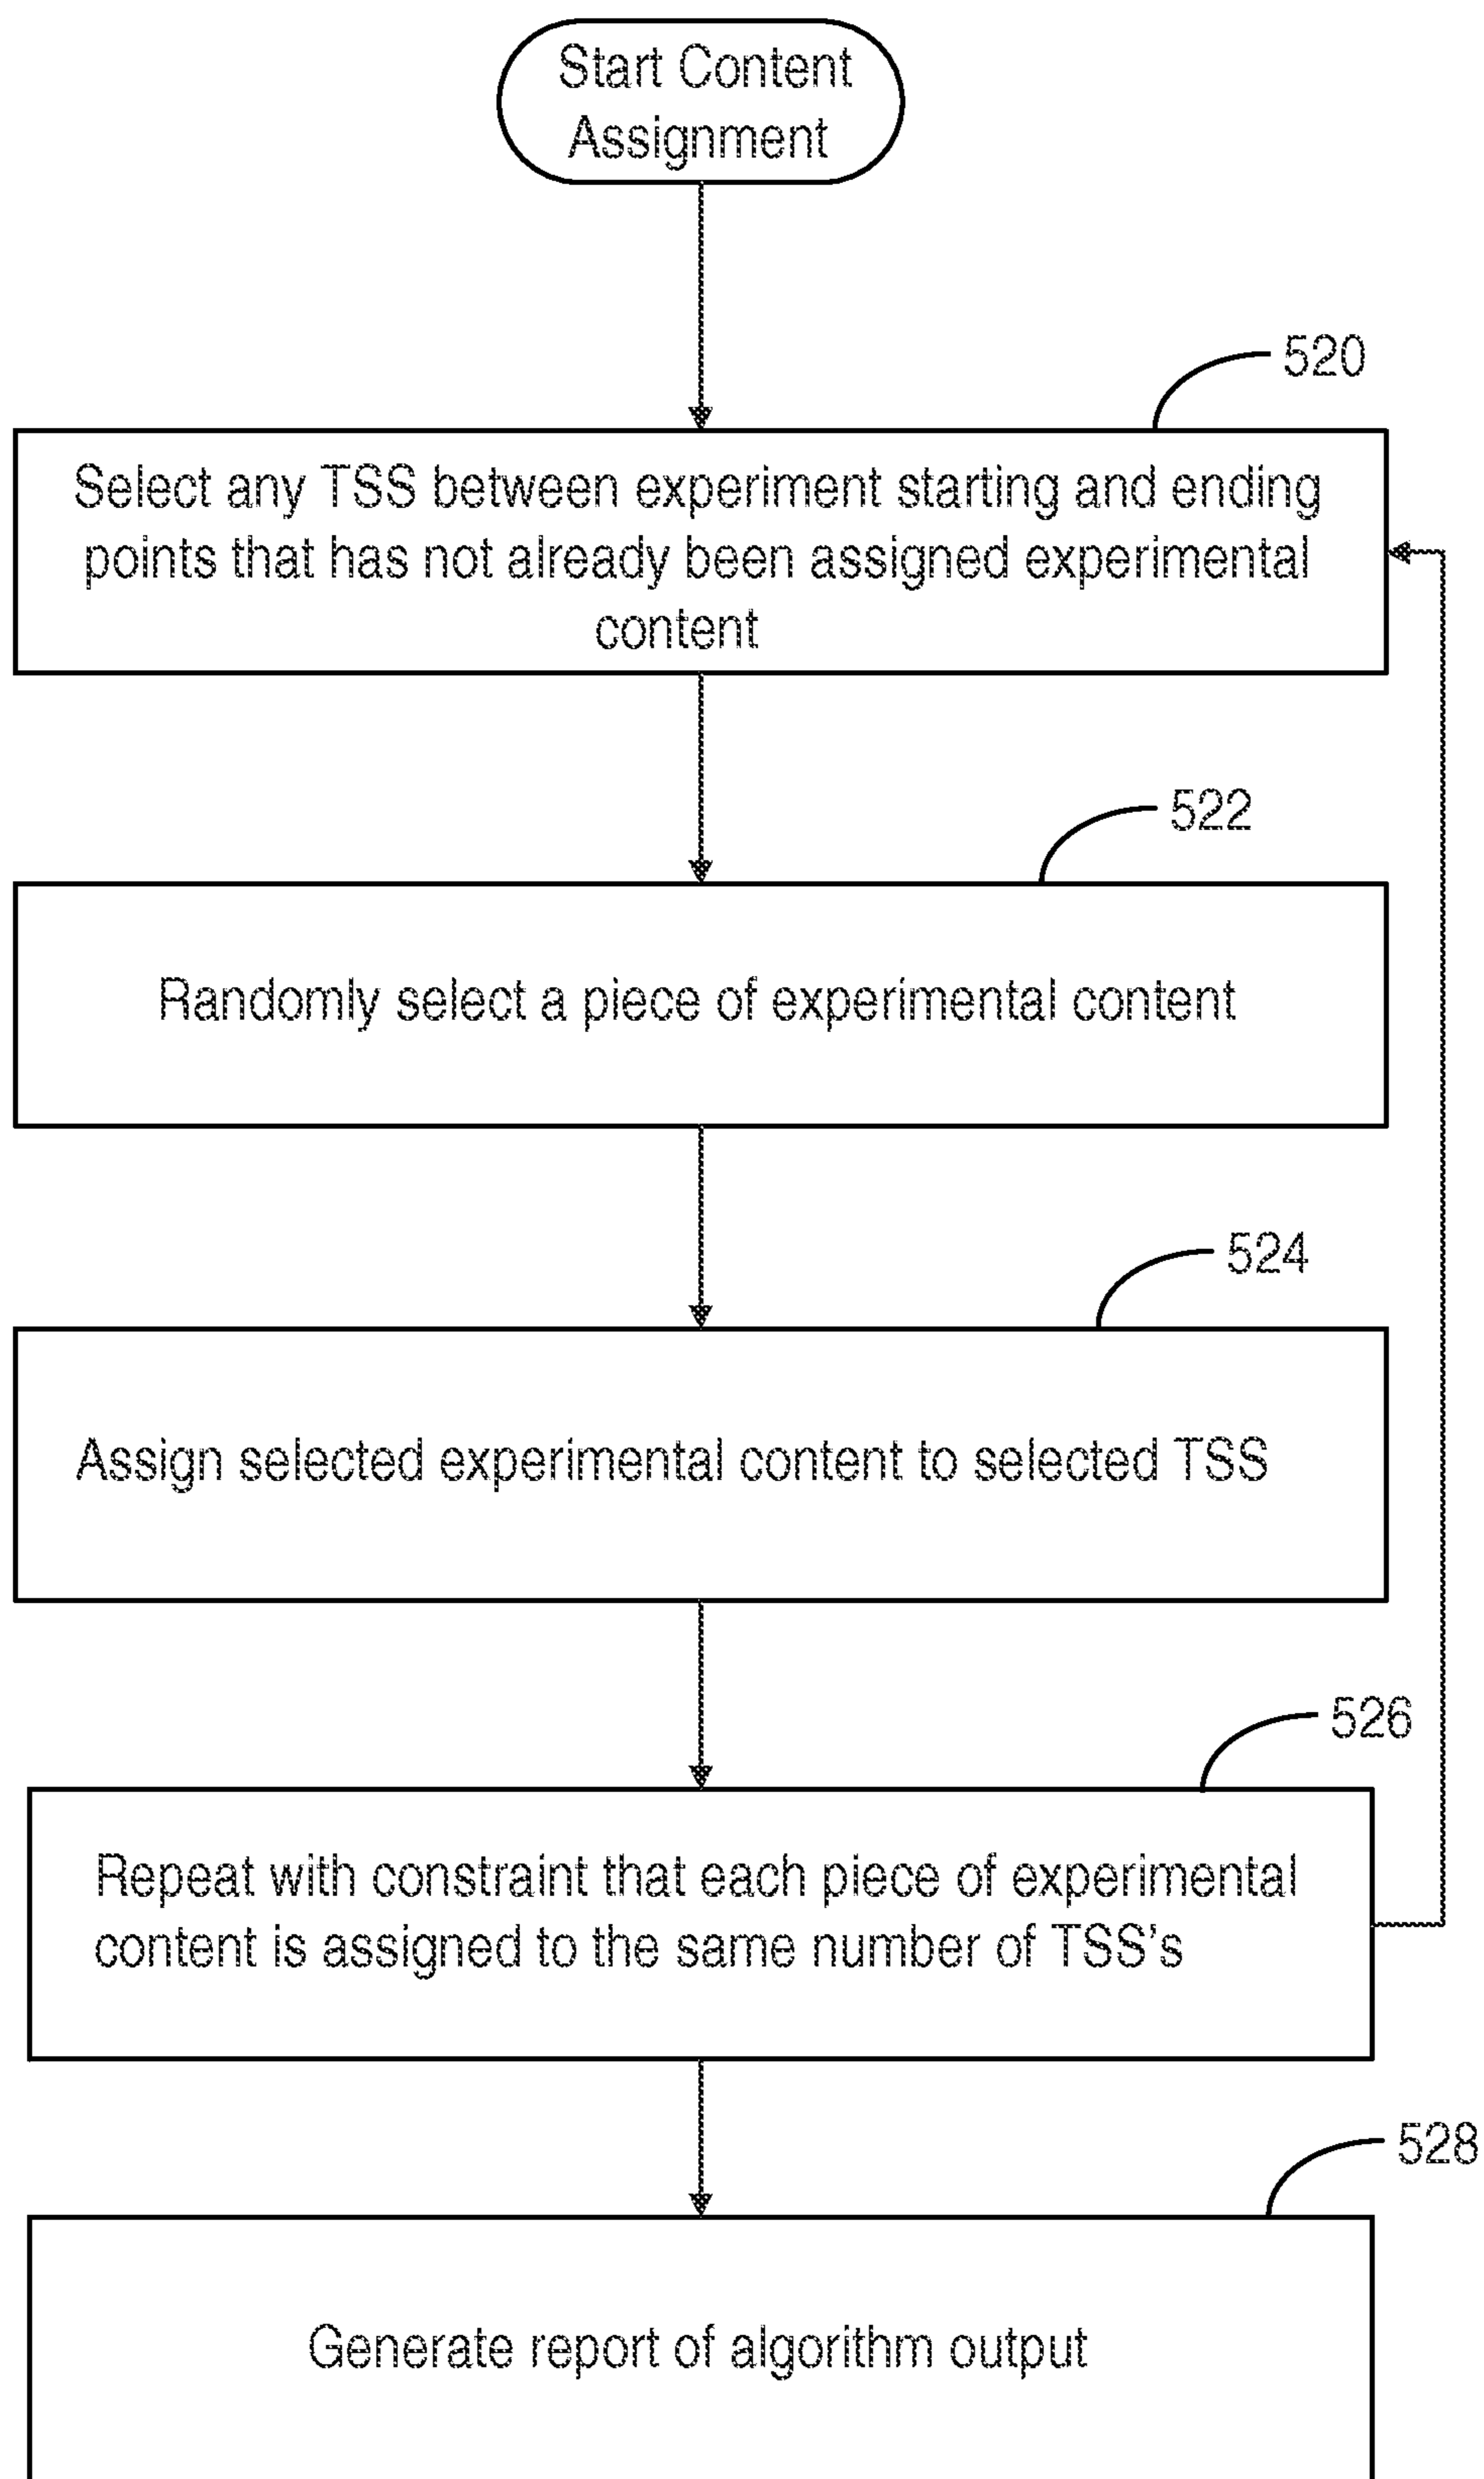 Start Content
Assignment
520
Select any TSS between experiment starting and ending
points that has not already been assigned experimental
content
522
Randomly select a piece of experimental content
524
Assign selected experimental content to selected TSS
526
Repeat with constraint that each piece of experimental
content is assigned to the same number of TSS's
528
Generate report of algorithm output